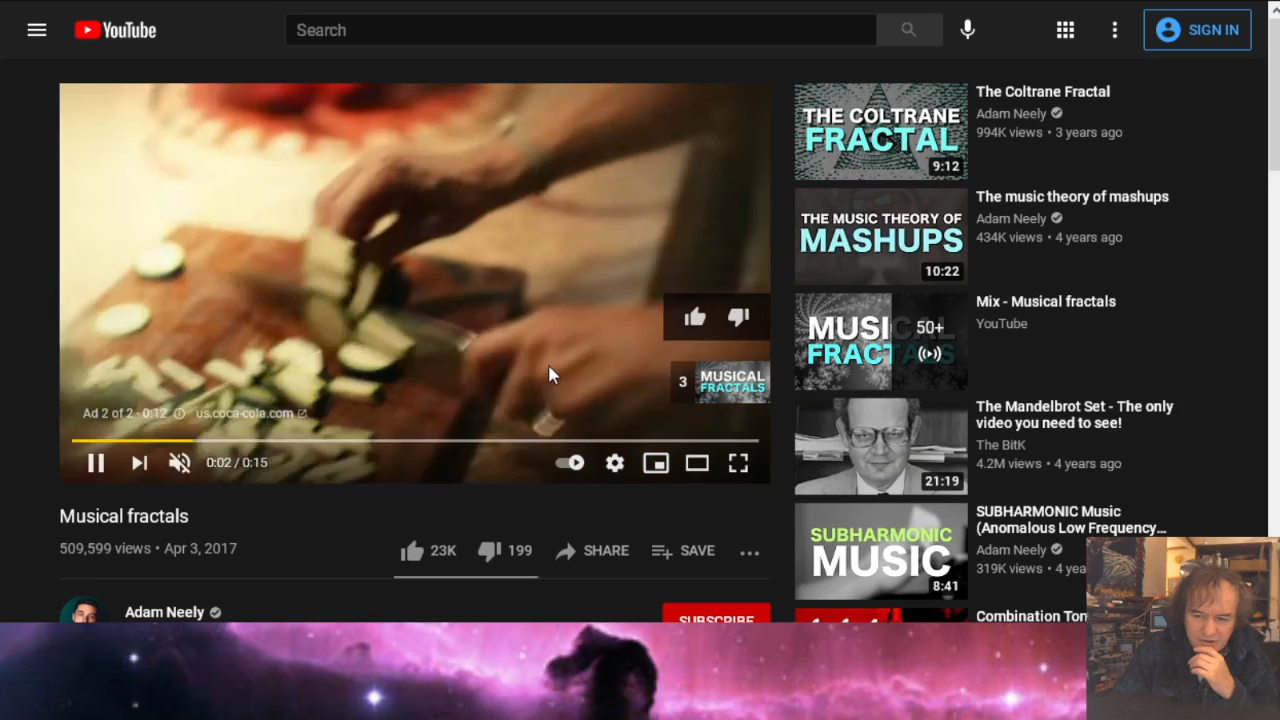 YouTube
Search
SIGN IN
Ad 2 of 2 · 0:12
us.coca-cola.com
3
MUSICAL
FRACTALS
0:02 / 0:15
Musical fractals
509,599 views • Apr 3, 2017
23K
199
SHARE
SAVE
Adam Neely
SUBSCRIBE
THE COLTRANE
FRACTAL
9:12
The Coltrane Fractal
Adam Neely
994K views • 3 years ago
THE MUSIC THEORY OF
MASHUPS
10:22
The music theory of mashups
Adam Neely
434K views • 4 years ago
MUSICAL
FRACTALS
50+
Mix - Musical fractals
YouTube
21:19
The Mandelbrot Set - The only
video you need to see!
The BitK
4.2M views • 4 years ago
SUBHARMONIC
MUSIC
8:41
SUBHARMONIC Music
(Anomalous Low Frequency...
Adam Neely
319K views • 4 yea
Combination Ton